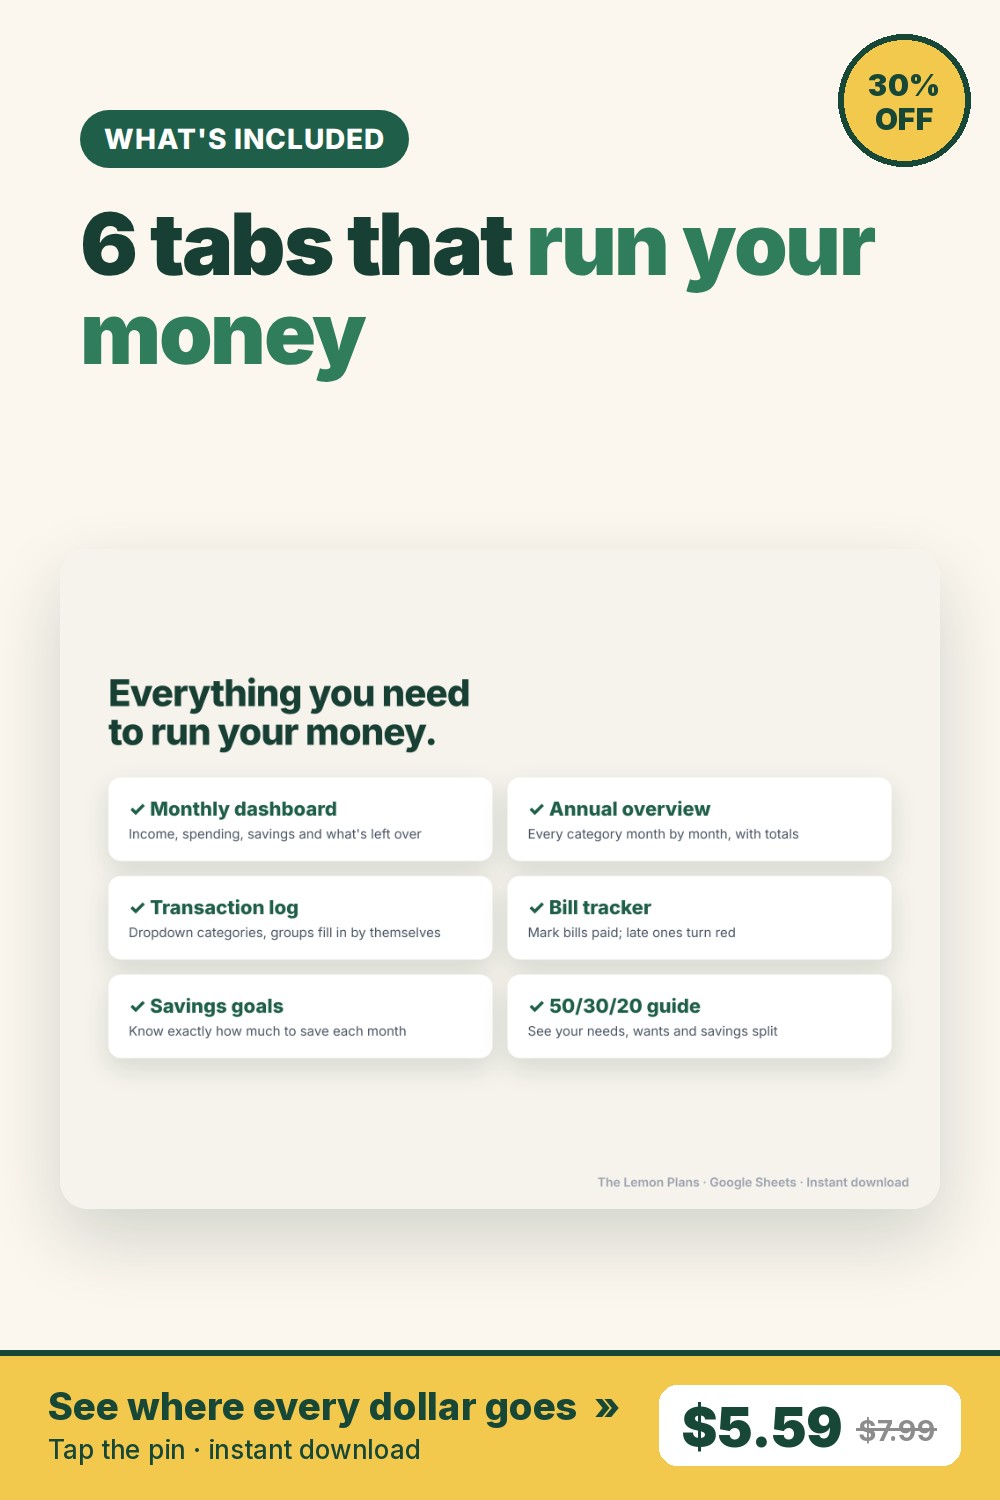 30%
OFF
WHAT'S INCLUDED
6 tabs that run your
money
Everything you need
to run your money.
✓ Monthly dashboard
Income, spending, savings and what's left over
✓ Annual overview
Every category month by month, with totals
✓ Transaction log
Dropdown categories, groups fill in by themselves
✓ Bill tracker
Mark bills paid; late ones turn red
✓ Savings goals
Know exactly how much to save each month
✓ 50/30/20 guide
See your needs, wants and savings split
The Lemon Plans · Google Sheets · Instant download
See where every dollar goes »
Tap the pin · instant download
$5.59 $7.99